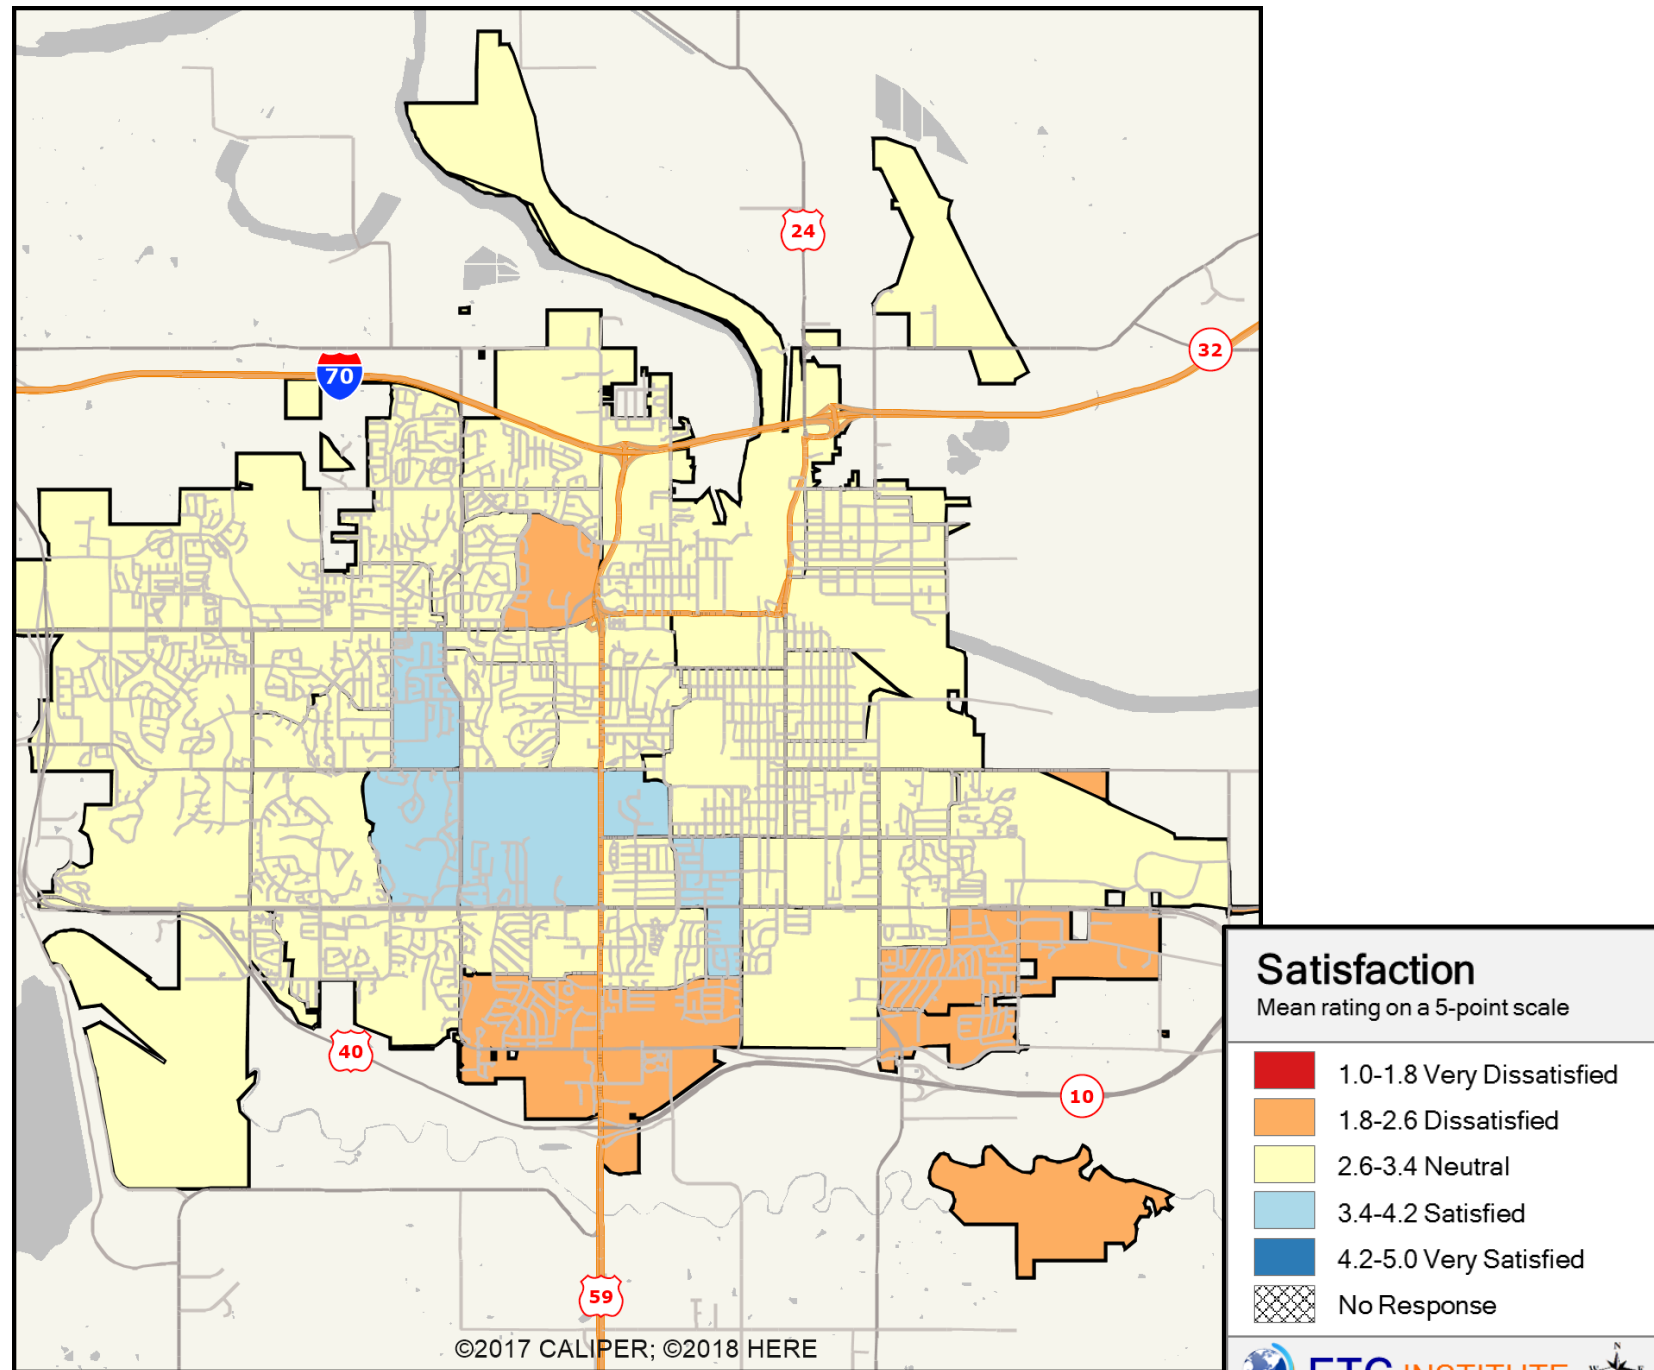 24
32
70
40
10
59
©2017 CALIPER; ©2018 HERE
Satisfaction
Mean rating on a 5-point scale
1.0-1.8 Very Dissatisfied
1.8-2.6 Dissatisfied
2.6-3.4 Neutral
3.4-4.2 Satisfied
4.2-5.0 Very Satisfied
No Response
ETC INSTITUTE
N
W E